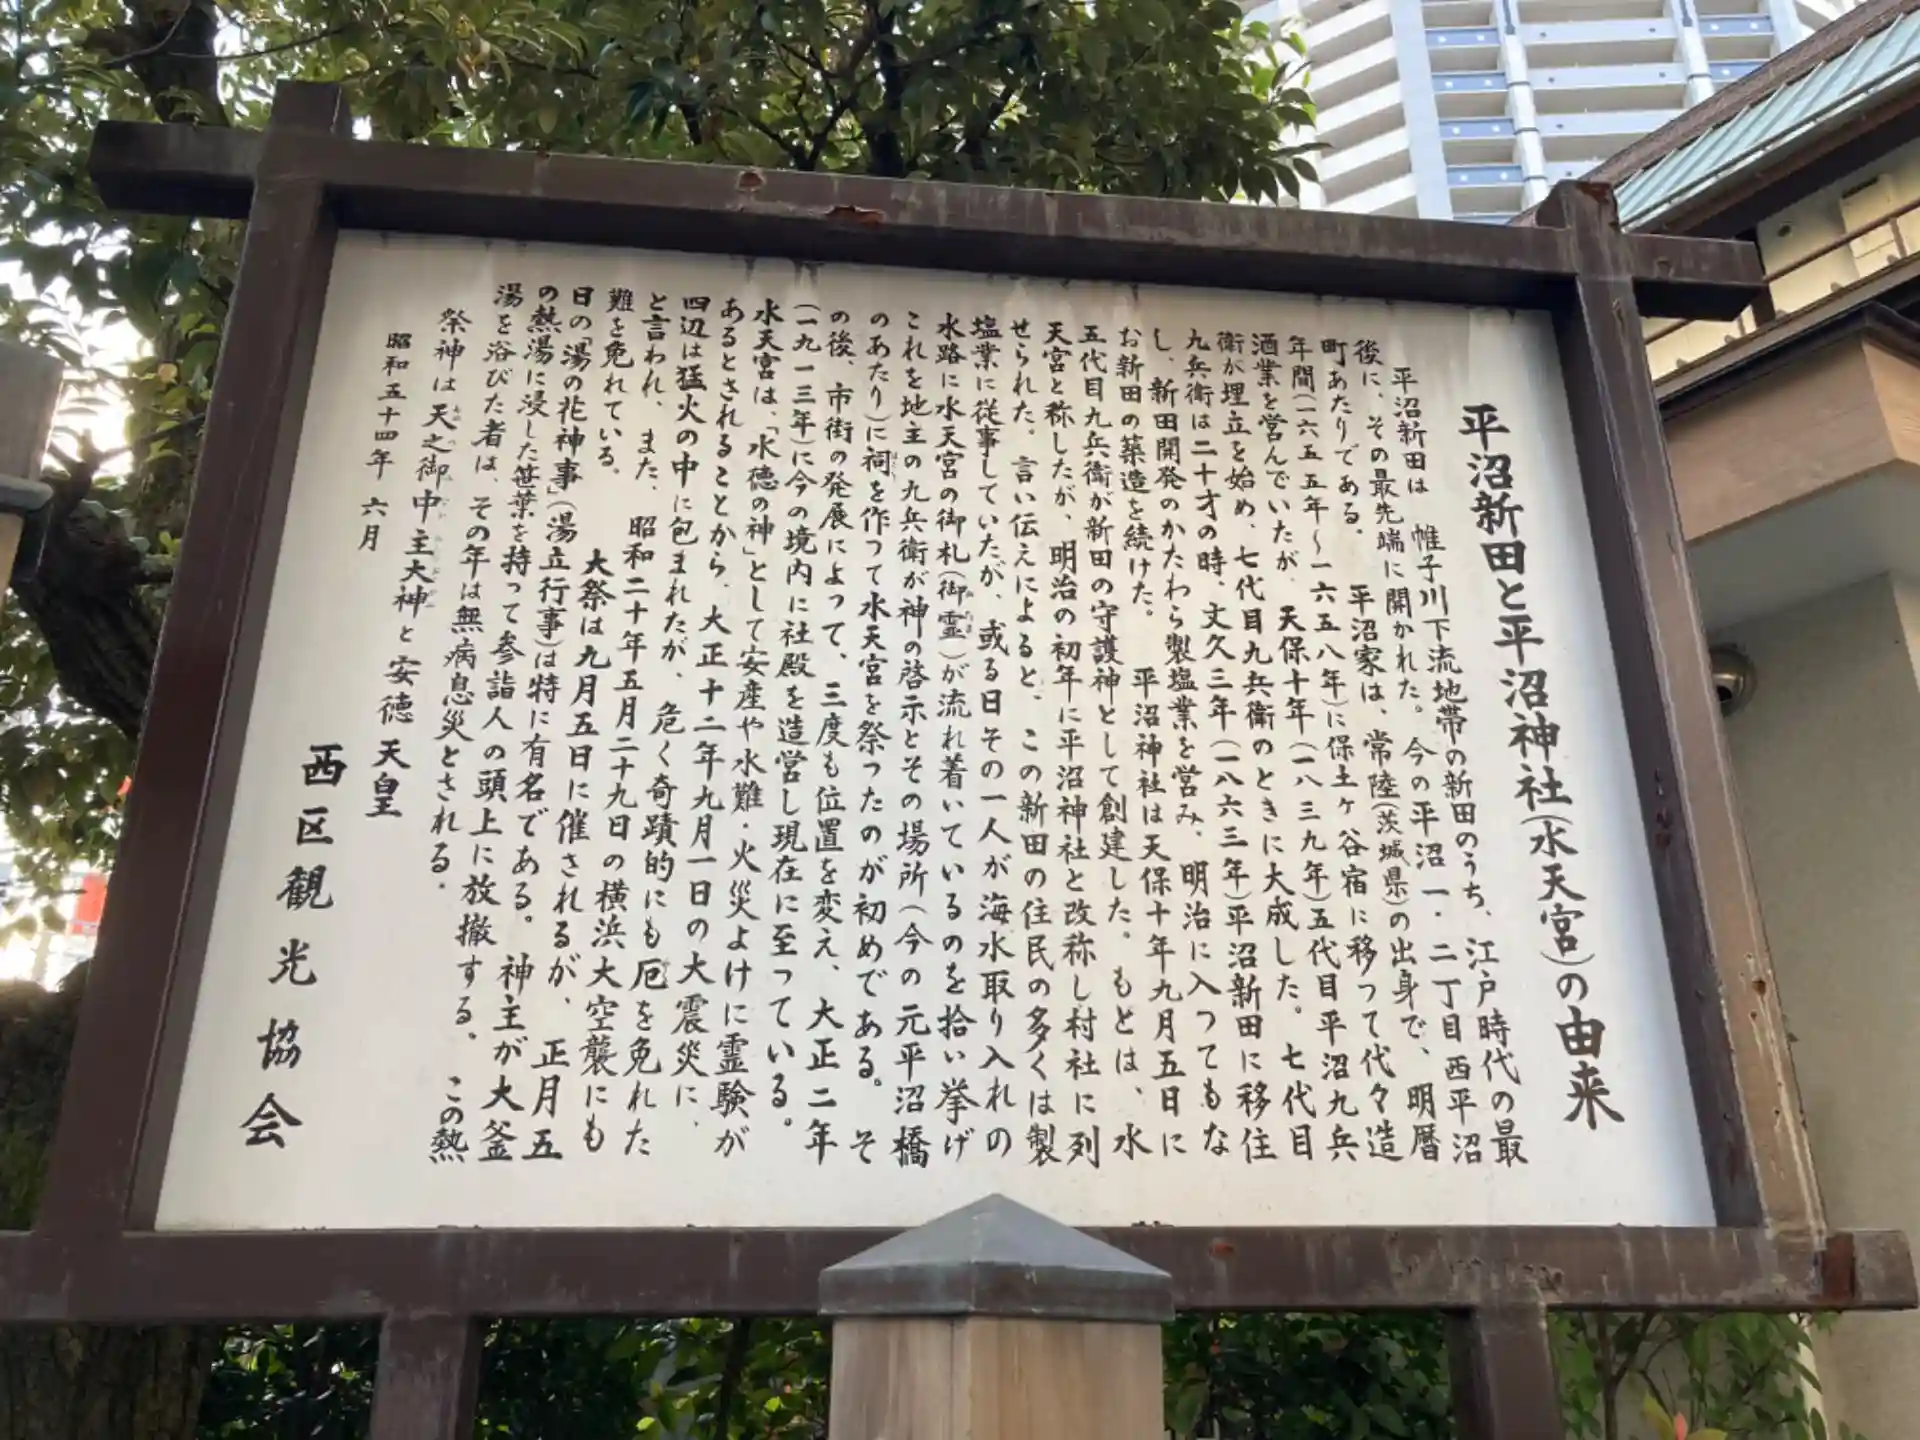 平沼新田と平沼神社(水天宮)の由来
平沼新田は 帷子川下流地帯の新田のうち、江戸時代の最
後に、その最先端に開かれた。今の平沼一・二丁目西平沼
町あたりである。 平沼家は、常陸(茨城県)の出身で、明暦
年間(一六五五年〜一六五八年)に保土ヶ谷宿に移って代々造
酒業を営んでいたが、天保十年(一八三九年)五代目平沼九兵
衛が埋立を始め、七代目九兵衛のときに大成した。七代目
九兵衛は二十才の時、文久三年(一八六三年)平沼新田に移住
し、新田開発のかたわら製塩業を営み、明治に入つてもな
お新田の築造を続けた。 平沼神社は天保十年九月五日に
五代目九兵衛が新田の守護神として創建した。もとは、水
天宮と称したが、明治の初年に平沼神社と改称し村社に列
せられた。言い伝えによると、この新田の住民の多くは製
塩業に従事していたが、或る日その一人が海水取り入れの
水路に水天宮の御札(御霊)が流れ着いているのを拾い挙げ
これを地主の九兵衛が神の啓示とその場所(今の元平沼橋
のあたり)に祠を作つて水天宮を祭ったのが初めである。そ
の後、市街の発展によって、三度も位置を変え、大正二年
(一九一三年)に今の境内に社殿を造営し現在に至っている。
水天宮は、「水徳の神」として安産や水難・火災よけに霊験が
あるとされることから、大正十二年九月一日の大震災に、
四辺は猛火の中に包まれたが、危く奇蹟的にも厄を免れた
と言われ、また、昭和二十年五月二十九日の横浜大空襲にも
難を免れている。 大祭は九月五日に催されるが、正月五
日の「湯の花神事」(湯立行事)は特に有名である。神主が大釜
の熱湯に浸した笹葉を持って参詣人の頭上に放撤する。この熱
湯を浴びた者は、その年は無病息災とされる。
祭神は天之御中主大神と安徳天皇
昭和五十四年 六月
西区観光協会